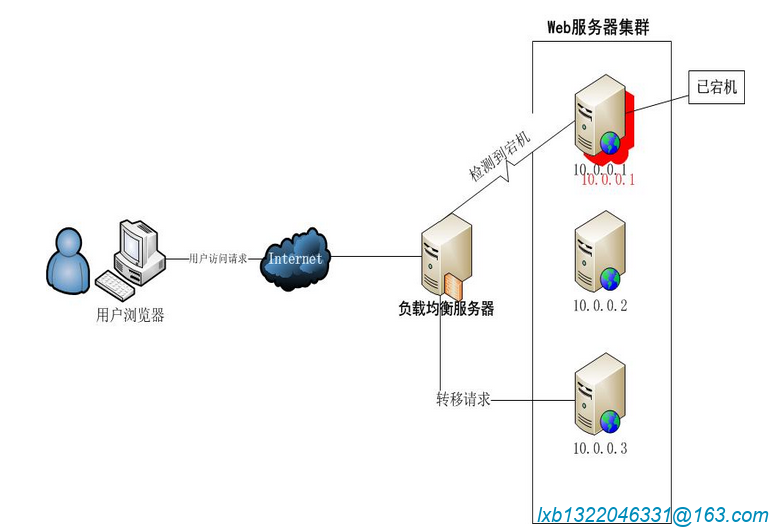 Web服务器集群
已宕机
检测到宕机
10.0.0.1
10.0.0.1
用户访问请求
Internet
用户浏览器
负载均衡服务器
10.0.0.2
转移请求
10.0.0.3
lxb1322046331@163.com